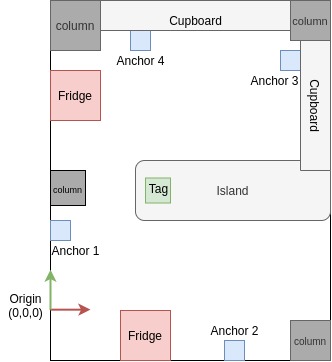 column
Cupboard
column
Anchor 4
Anchor 3
Fridge
Cupboard
column
Tag
Island
Anchor 1
Origin
(0,0,0)
Fridge
Anchor 2
column